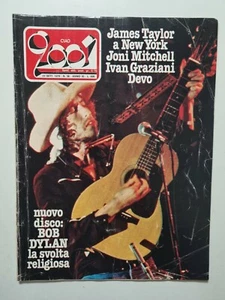 CIAO
2001
James Taylor
a New York
Joni Mitchell
Ivan Graziani
Devo
nuovo
disco:
BOB
DYLAN
la svolta
religiosa